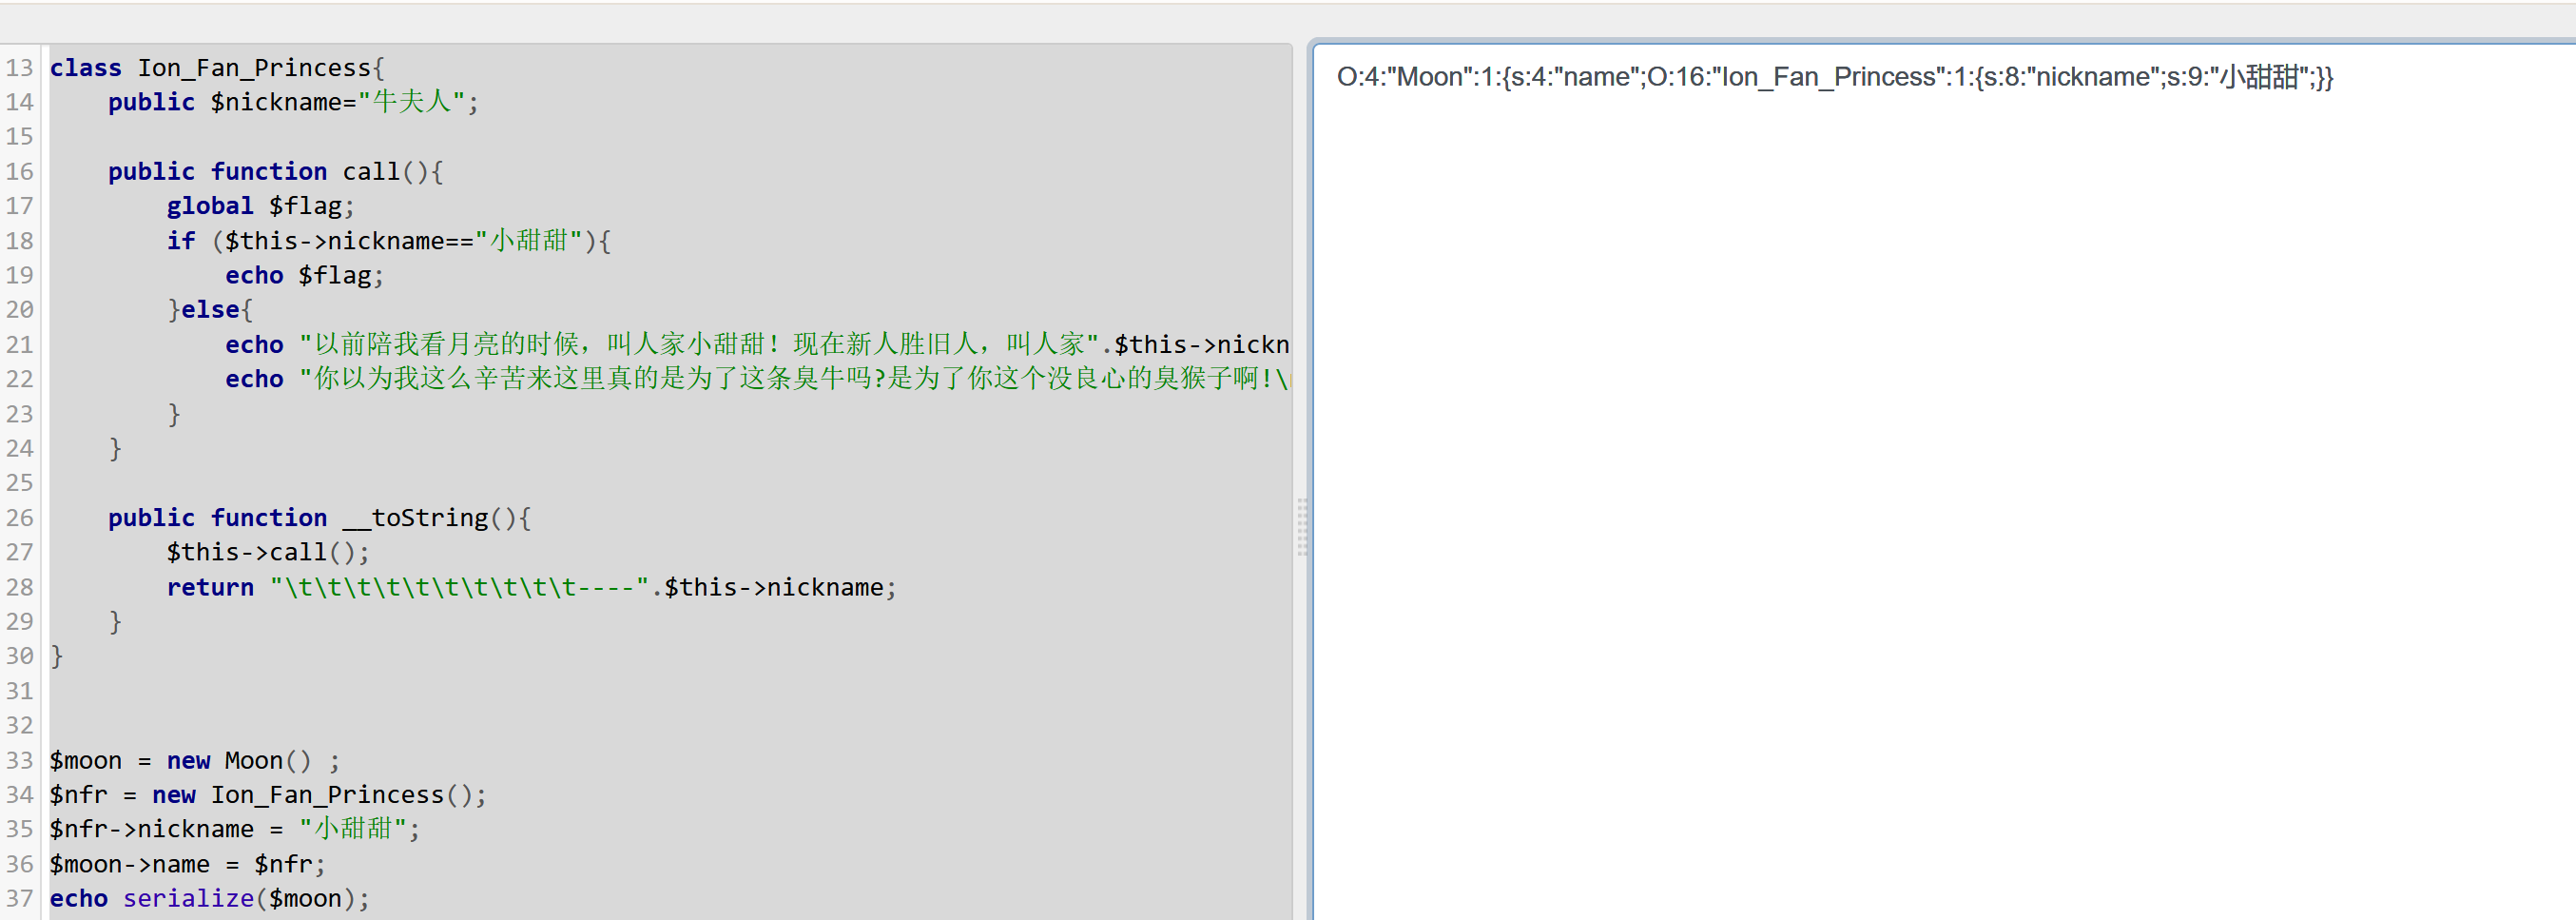 13 class Ion_Fan_Princess{
14     public $nickname="牛夫人";
15
16     public function call(){
17         global $flag;
18         if ($this->nickname=="小甜甜"){
19             echo $flag;
20         }else{
21             echo "以前陪我看月亮的时候，叫人家小甜甜！现在新人胜旧人，叫人家".$this->nickn
22             echo "你以为我这么辛苦来这里真的是为了这条臭牛吗?是为了你这个没良心的臭猴子啊!\
23         }
24     }
25
26     public function __toString(){
27         $this->call();
28         return "\t\t\t\t\t\t\t\t\t\t----".$this->nickname;
29     }
30 }
31
32
33 $moon = new Moon() ;
34 $nfr = new Ion_Fan_Princess();
35 $nfr->nickname = "小甜甜";
36 $moon->name = $nfr;
37 echo serialize($moon);
O:4:"Moon":1:{s:4:"name";O:16:"Ion_Fan_Princess":1:{s:8:"nickname";s:9:"小甜甜";}}